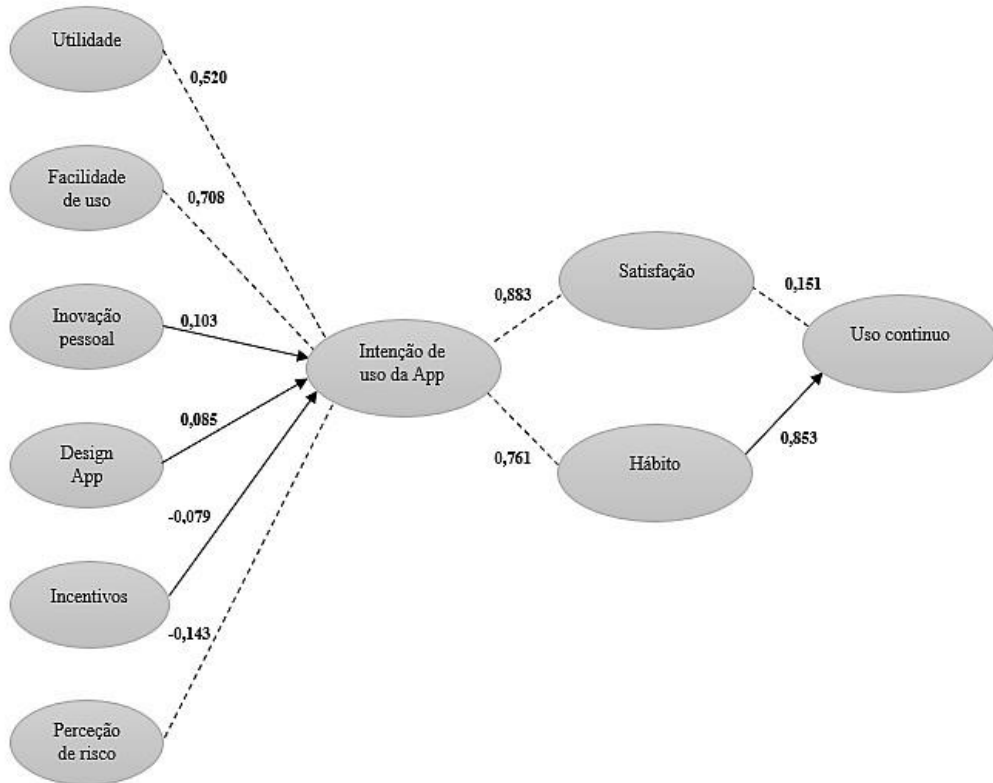 Utilidade
0,520
Facilidade
de uso
0,708
Inovação
pessoal
0,103
Design
App
0,085
Incentivos
-0,079
Perceção
de risco
-0,143
Intenção de
uso da App
0,883
Satisfação
0,151
0,761
Hábito
0,853
Uso continuo